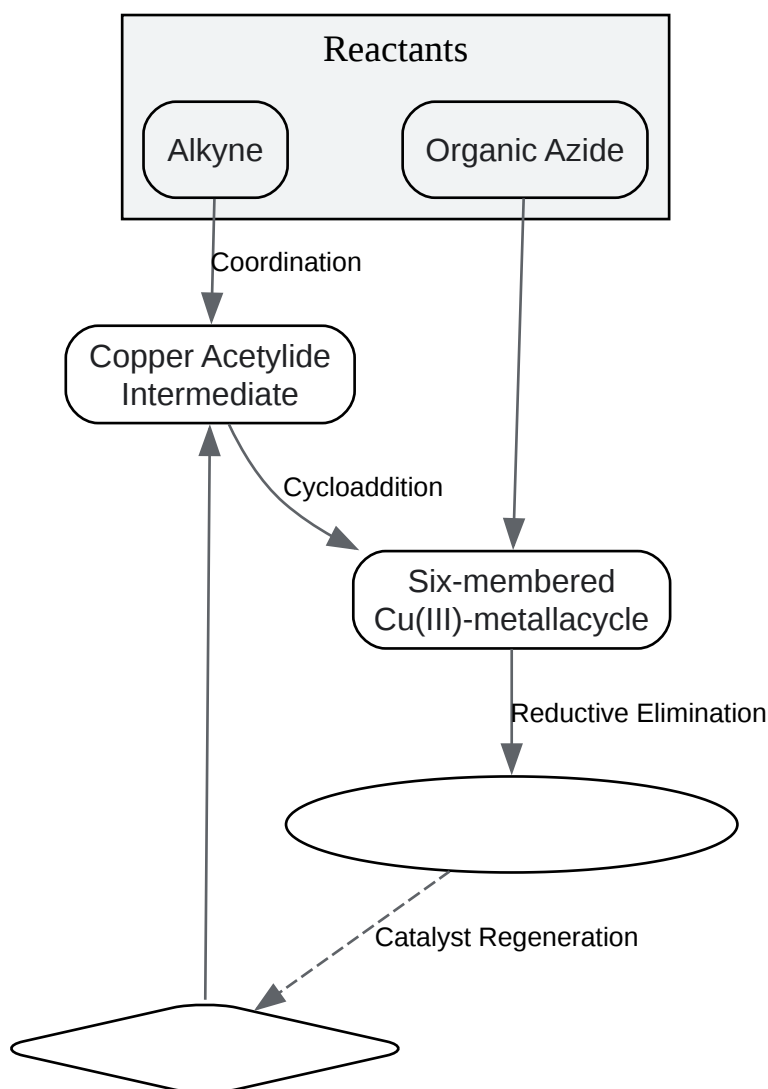 Reactants
Alkyne
Organic Azide
Coordination
Copper Acetylide
Intermediate
Cycloaddition
Six-membered
Cu(III)-metallacycle
Reductive Elimination
Catalyst Regeneration